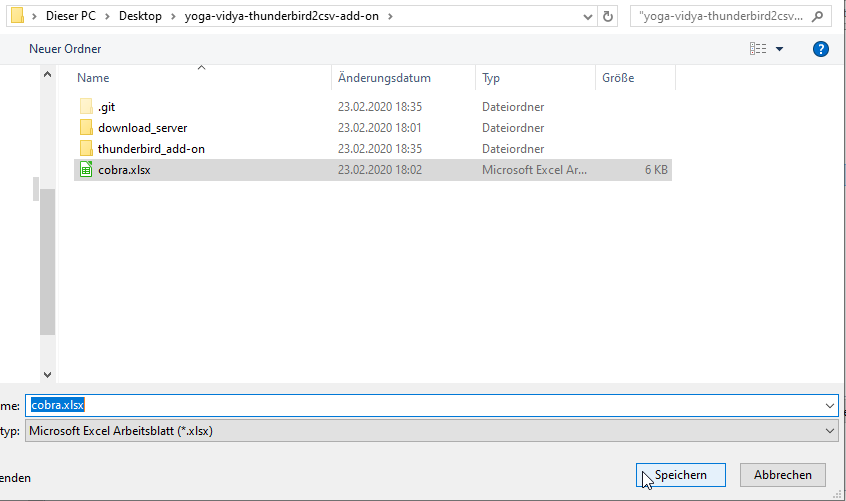 Dieser PC > Desktop > yoga-vidya-thunderbird2csv-add-on >
"yoga-vidya-thunderbird2csv...
Neuer Ordner
Name Änderungsdatum Typ Größe
.git 23.02.2020 18:35 Dateiordner
download_server 23.02.2020 18:01 Dateiordner
thunderbird_add-on 23.02.2020 18:35 Dateiordner
cobra.xlsx 23.02.2020 18:02 Microsoft Excel Ar... 6 KB
me: cobra.xlsx
typ: Microsoft Excel Arbeitsblatt (*.xlsx)
enden
Speichern Abbrechen